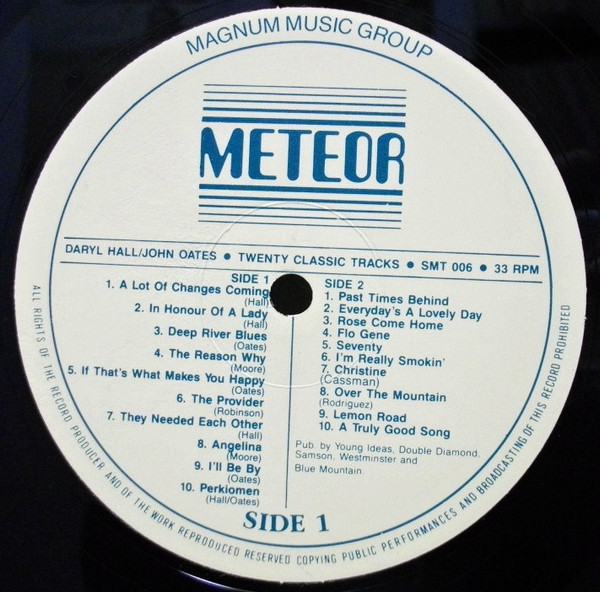 MAGNUM MUSIC GROUP
METEOR
DARYL HALL/JOHN OATES ● TWENTY CLASSIC TRACKS ● SMT 006 ● 33 RPM
SIDE 1
1. A Lot Of Changes Coming
(Hall)
2. In Honour Of A Lady
(Hall)
3. Deep River Blues
(Oates)
4. The Reason Why
(Moore)
5. If That's What Makes You Happy
(Oates)
6. The Provider
(Robinson)
7. They Needed Each Other
(Hall)
8. Angelina
(Moore)
9. I'll Be By
(Oates)
10. Perkiomen
(Hall/Oates)
SIDE 2
1. Past Times Behind
2. Everyday's A Lovely Day
3. Rose Come Home
4. Flo Gene
5. Seventy
6. I'm Really Smokin'
7. Christine
(Cassman)
8. Over The Mountain
(Rodriguez)
9. Lemon Road
10. A Truly Good Song
Pub. by Young Ideas, Double Diamond,
Samson, Westminster and
Blue Mountain.
SIDE 1
ALL RIGHTS OF THE RECORD PRODUCER AND OF THE WORK REPRODUCED RESERVED COPYING PUBLIC PERFORMANCES AND BROADCASTING OF THIS RECORD PROHIBITED